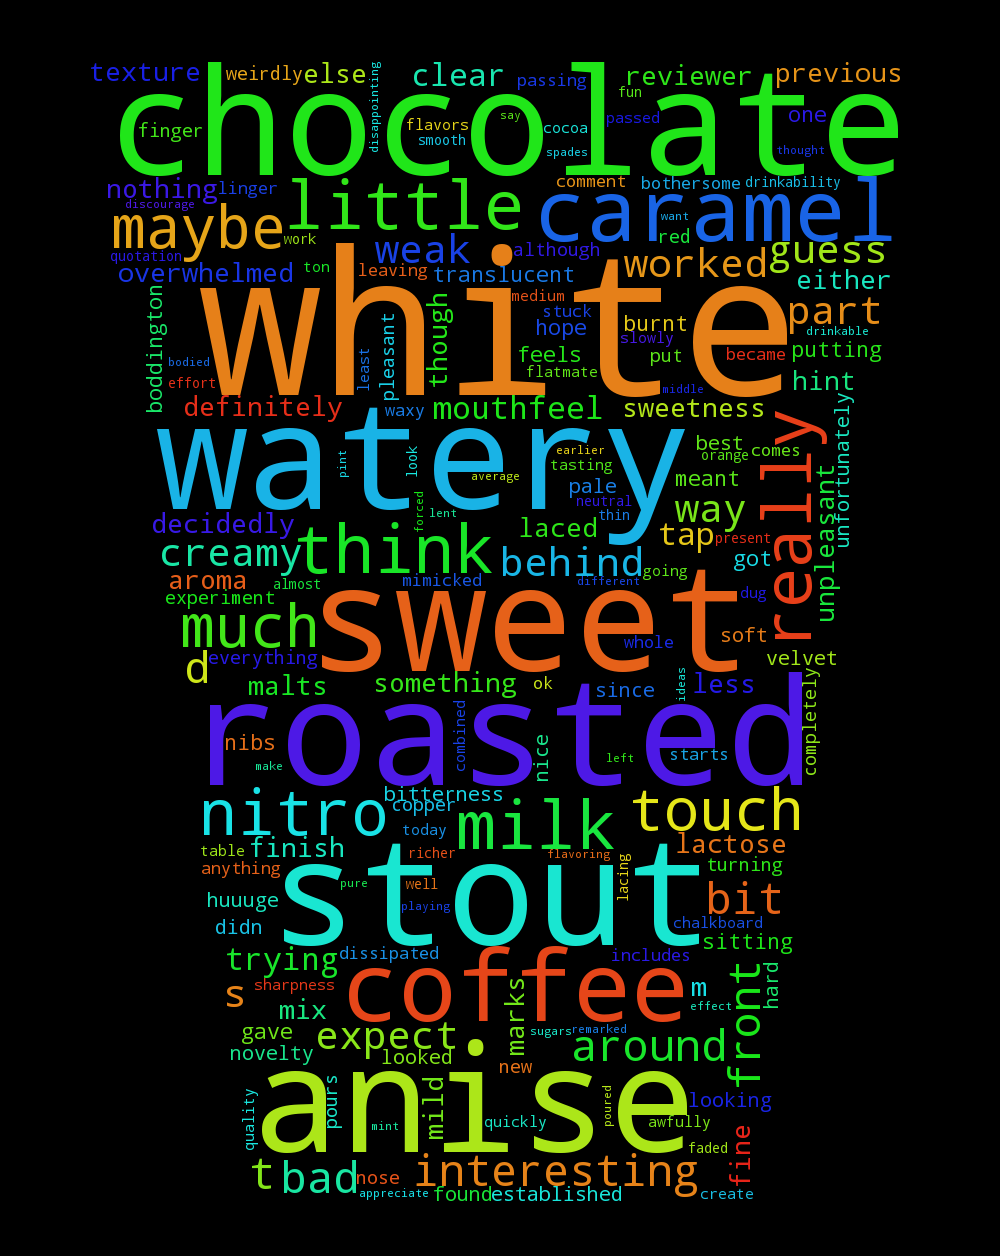 texture weirdly else disappointing clear passing reviewer previous
chocolate
finger flavors smooth say cocoa spades fun passed one thought
nothing linger little comment bothersome drinkability
discourage maybe work caramel want red
quotation overwhelmed ton weak although worked guess
white
leaving translucent medium either
boddington bodied effort least pleasant though stuck hope slowly burnt part drinkable
feels flatmate put became putting
definitely waxy mouthfeel middle sweetness hint unfortunately
watery
pint look earlier tasting average best orange comes really
forced lent pale neutral thin meant way
decidedly laced tap present unpleasant
creamy think behind going got
aroma almost mimicked different
experiment sweet dug
much whole soft
d everything velvet
malts something ok since ideas less completely
roasted
nibs make combined nice left starts
nitro bitterness copper milk touch
today
table finish richer flavoring lactose turning
anything stout lacing
huuuge pure well playing bit
didn chalkboard
trying dissipated includes sitting
s sharpness coffee m hard
mix marks effect front
gave expect sugars remarked around
novelty looked new
anise
quality pours mint mild quickly poured looking awfully
faded fine
t bad nose interesting
appreciate found established create